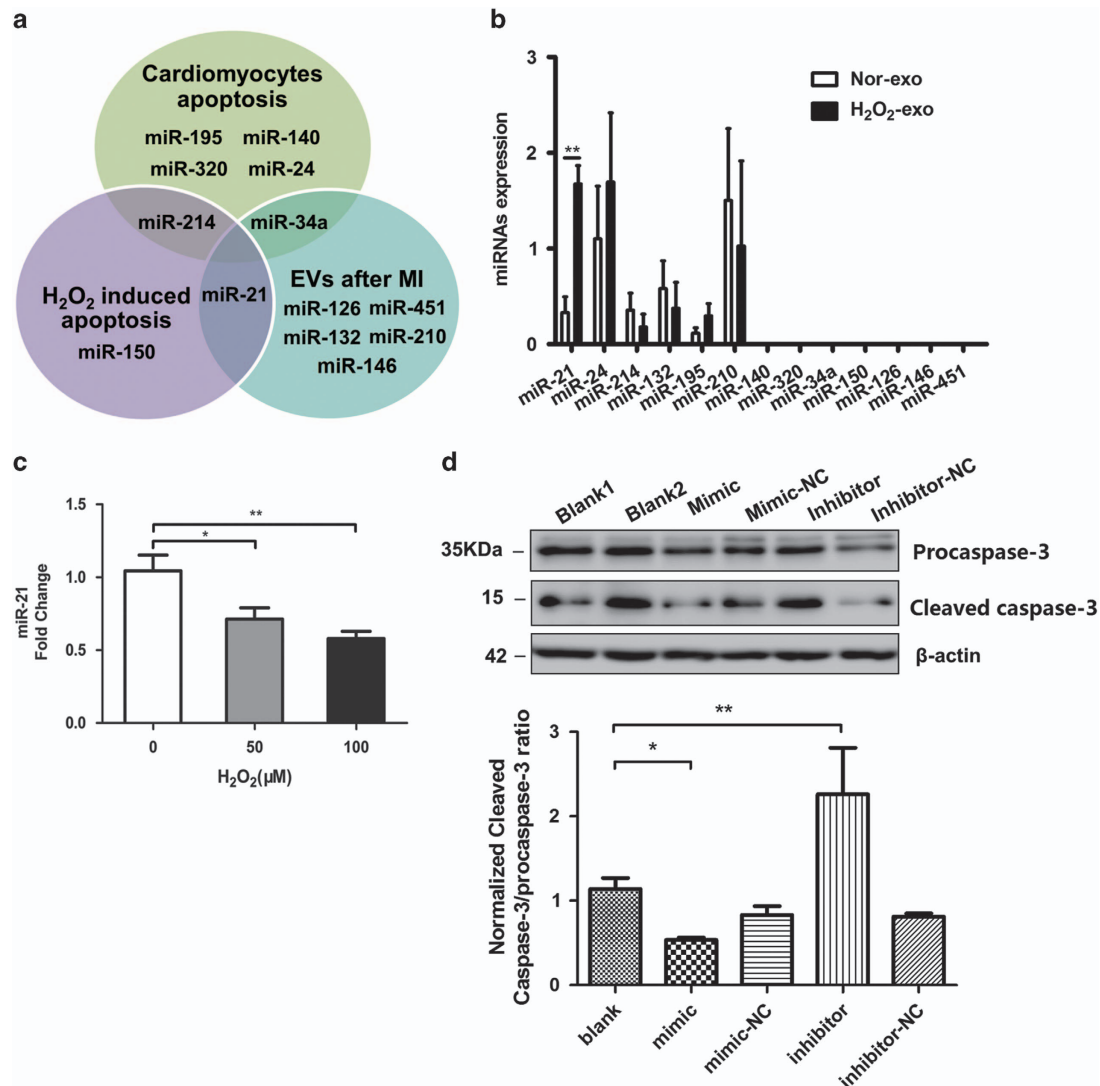 a
Cardiomyocytes
apoptosis
miR-195 miR-140
miR-320 miR-24
miR-214 miR-34a
miR-21
H₂O₂ induced
apoptosis
miR-150
EVs after MI
miR-126 miR-451
miR-132 miR-210
miR-146
b
miRNAs expression
3
2
1
0
**
Nor-exo
H₂O₂-exo
miR-21
miR-24
miR-214
miR-132
miR-195
miR-210
miR-140
miR-320
miR-34a
miR-150
miR-126
miR-146
miR-451
c
miR-21
Fold Change
1.5
1.0
0.5
0.0
**
*
0 50 100
H₂O₂(μM)
d
Blank1 Blank2 Mimic Mimic-NC Inhibitor Inhibitor-NC
35KDa – Procaspase-3
15 – Cleaved caspase-3
42 – β-actin
Normalized Cleaved
Caspase-3/procaspase-3 ratio
3
2
1
0
**
*
blank
mimic
mimic-NC
inhibitor
inhibitor-NC